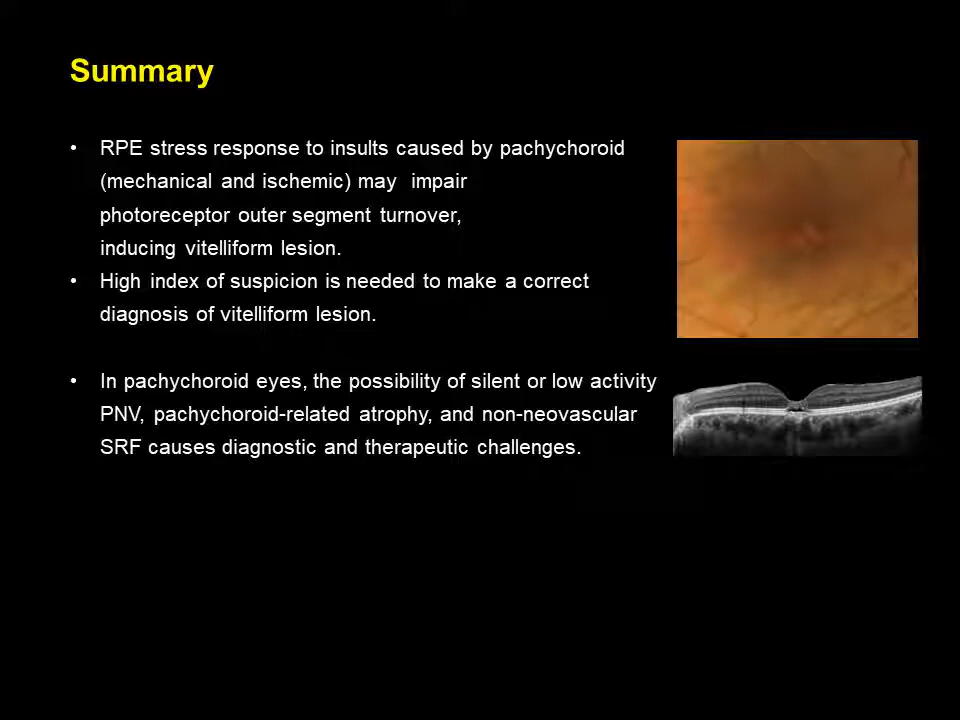 Summary
• RPE stress response to insults caused by pachychoroid
(mechanical and ischemic) may impair
photoreceptor outer segment turnover,
inducing vitelliform lesion.
• High index of suspicion is needed to make a correct
diagnosis of vitelliform lesion.
• In pachychoroid eyes, the possibility of silent or low activity
PNV, pachychoroid-related atrophy, and non-neovascular
SRF causes diagnostic and therapeutic challenges.